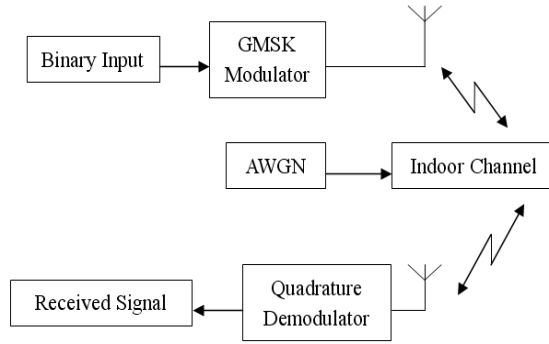 Binary Input
GMSK
Modulator
AWGN
Indoor Channel
Received Signal
Quadrature
Demodulator